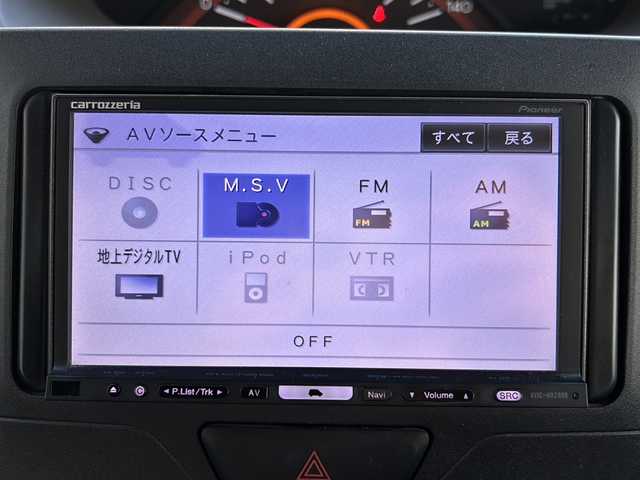 140
carrozzeria
Pioneer
AVソースメニュー
すべて
戻る
DISC
M.S.V
FM
AM
FM
AM
地上デジタルTV
iPod
VTR
OFF
P.List/Trk
AV
Navi
Volume
SRC